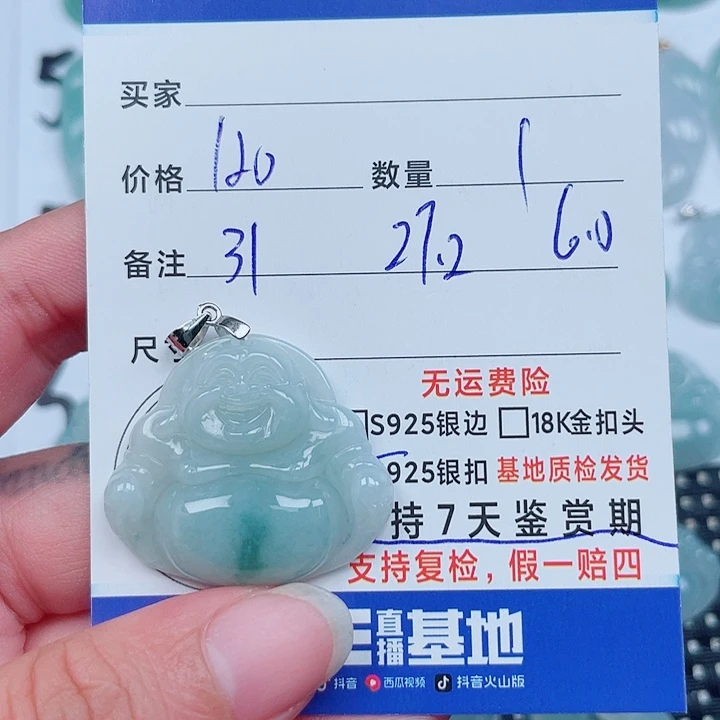 买家
价格 120 数量 1
备注 31 27.2 6.0
尺
无运费险
S925银边 18K金扣头
925银扣 基地质检发货
持7天鉴赏期
支持复检，假一赔四
直播基地
抖音 西瓜视频 抖音火山版